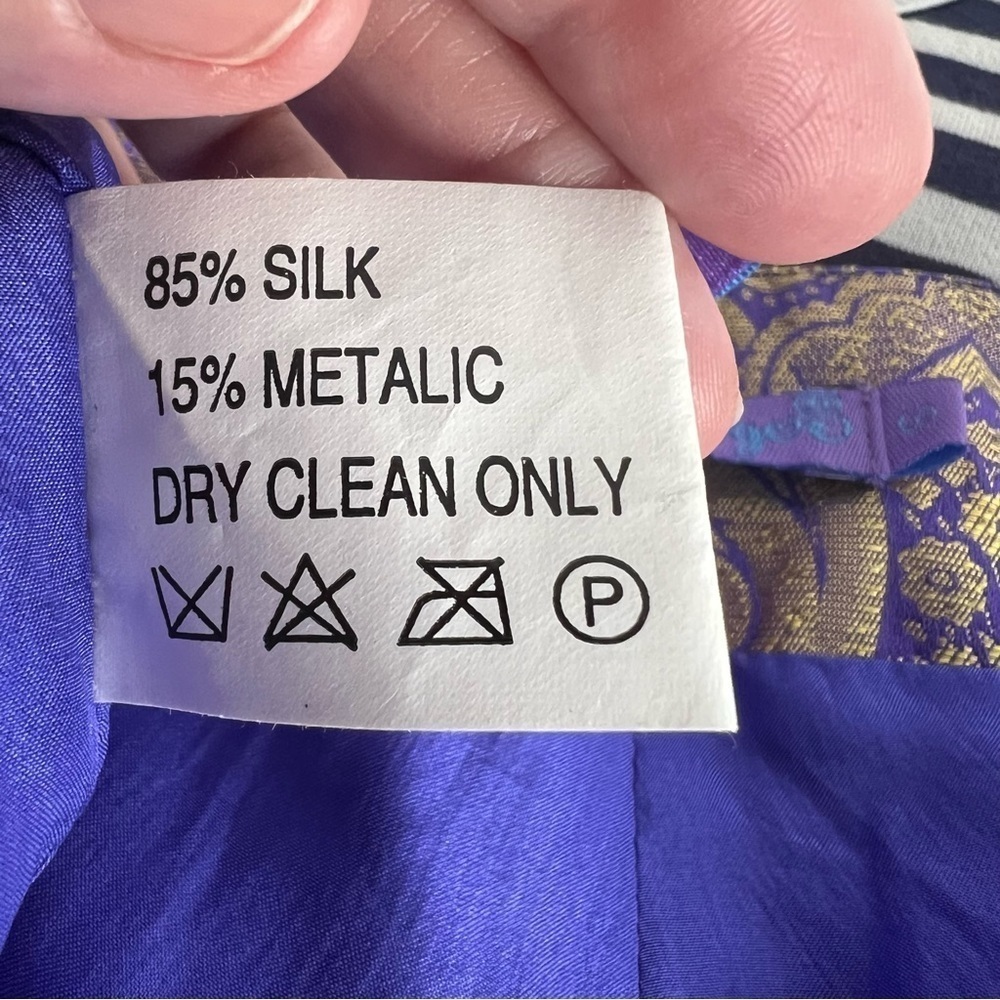 85% SILK
15% METALIC
DRY CLEAN ONLY
P